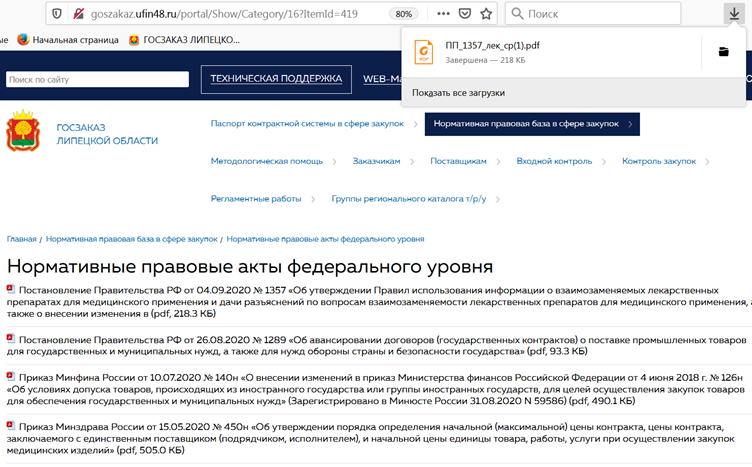 goszakaz.ufin48.ru/portal/Show/Category/16?ItemId=419
80%
Поиск
ые
Начальная страница
ГОСЗАКАЗ ЛИПЕЦКО...
ПП_1357_лек_ср(1).pdf
Завершена — 218 КБ
PDF
Показать все загрузки
Поиск по сайту
ТЕХНИЧЕСКАЯ ПОДДЕРЖКА
WEB-Ма
ГОСЗАКАЗ
ЛИПЕЦКОЙ ОБЛАСТИ
Паспорт контрактной системы в сфере закупок
Нормативная правовая база в сфере закупок
Методологическая помощь
Заказчикам
Поставщикам
Входной контроль
Контроль закупок
Регламентные работы
Группы регионального каталога т/р/у
Главная / Нормативная правовая база в сфере закупок / Нормативные правовые акты федерального уровня
Нормативные правовые акты федерального уровня
Постановление Правительства РФ от 04.09.2020 № 1357 «Об утверждении Правил использования информации о взаимозаменяемых лекарственных
препаратах для медицинского применения и дачи разъяснений по вопросам взаимозаменяемости лекарственных препаратов для медицинского применения, а
также о внесении изменения в (pdf, 218.3 КБ)
Постановление Правительства РФ от 26.08.2020 № 1289 «Об авансировании договоров (государственных контрактов) о поставке промышленных товаров
для государственных и муниципальных нужд, а также для нужд обороны страны и безопасности государства» (pdf, 93.3 КБ)
Приказ Минфина России от 10.07.2020 № 140н «О внесении изменений в приказ Министерства финансов Российской Федерации от 4 июня 2018 г. № 126н
«Об условиях допуска товаров, происходящих из иностранного государства или группы иностранных государств, для целей осуществления закупок товаров
для обеспечения государственных и муниципальных нужд» (Зарегистрировано в Минюсте России 31.08.2020 N 59586) (pdf, 490.1 КБ)
Приказ Минздрава России от 15.05.2020 № 450н «Об утверждении порядка определения начальной (максимальной) цены контракта, цены контракта,
заключаемого с единственным поставщиком (подрядчиком, исполнителем), и начальной цены единицы товара, работы, услуги при осуществлении закупок
медицинских изделий» (pdf, 505.0 КБ)